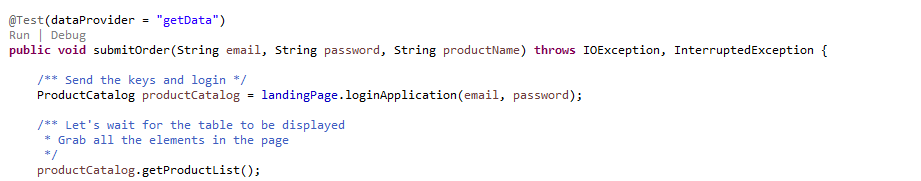 @Test(dataProvider = "getData")
Run | Debug
public void submitOrder(String email, String password, String productName) throws IOException, InterruptedException {
/** Send the keys and login */
ProductCatalog productCatalog = landingPage.loginApplication(email, password);
/** Let's wait for the table to be displayed
* Grab all the elements in the page
*/
productCatalog.getProductList();